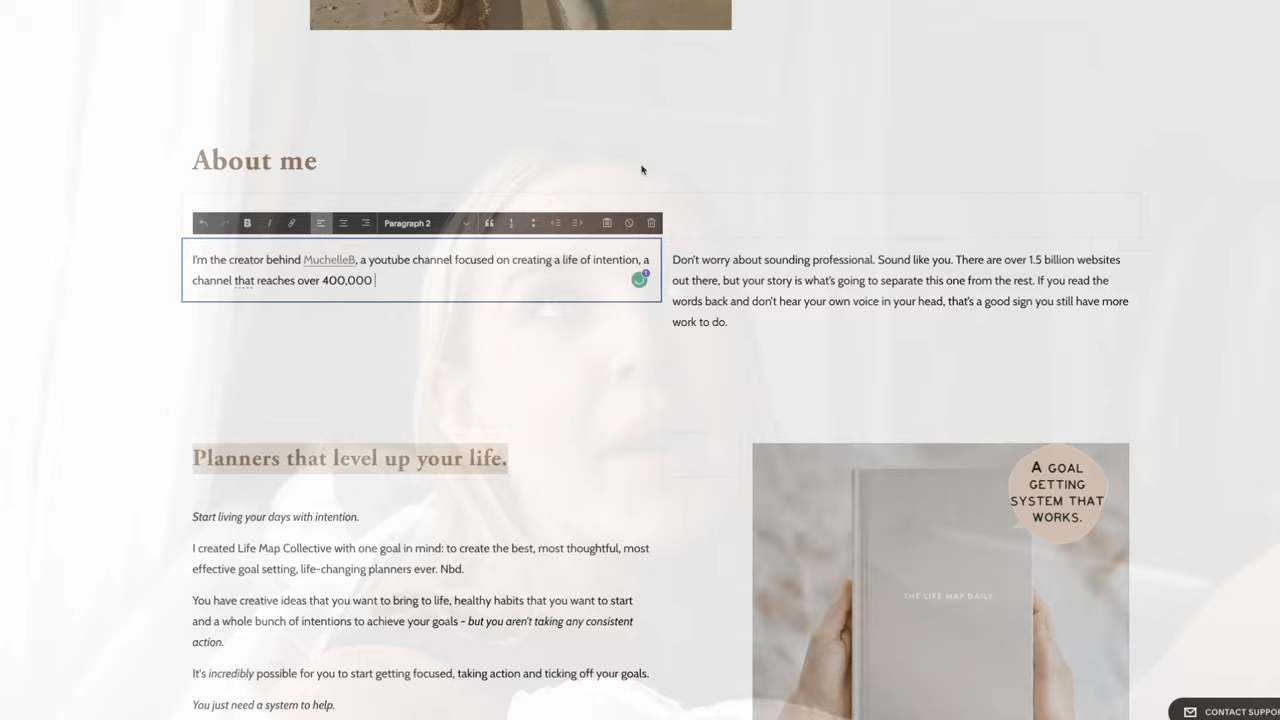 About me
Paragraph 2
I'm the creator behind MuchelleB, a youtube channel focused on creating a life of intention, a
channel that reaches over 400,000
Don't worry about sounding professional. Sound like you. There are over 1.5 billion websites
out there, but your story is what's going to separate this one from the rest. If you read the
words back and don't hear your own voice in your head, that's a good sign you still have more
work to do.
Planners that level up your life.
Start living your days with intention.
I created Life Map Collective with one goal in mind: to create the best, most thoughtful, most
effective goal setting, life-changing planners ever. Nbd.
You have creative ideas that you want to bring to life, healthy habits that you want to start
and a whole bunch of intentions to achieve your goals - but you aren't taking any consistent
action.
It's incredibly possible for you to start getting focused, taking action and ticking off your goals.
You just need a system to help.
A GOAL
GETTING
SYSTEM THAT
WORKS.
THE LIFE MAP DAILY
CONTACT SUPPOR